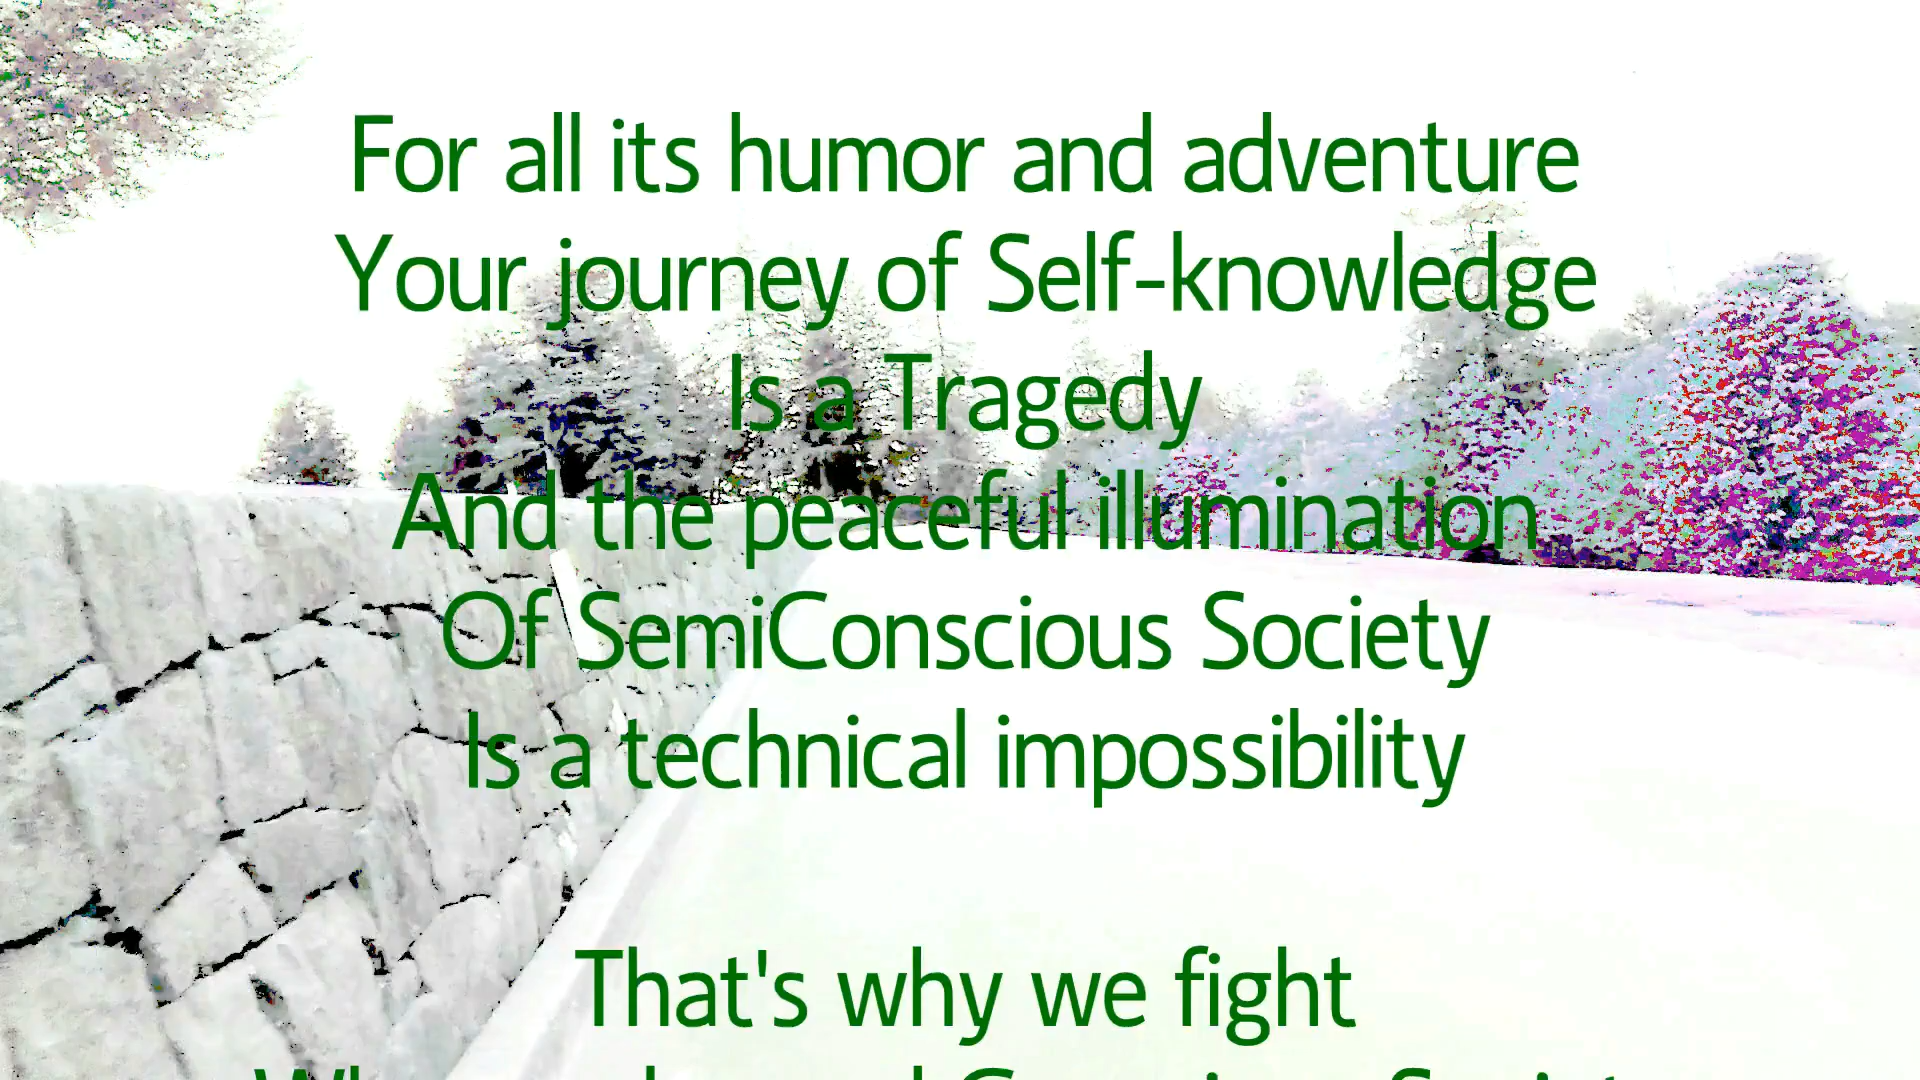 For all its humor and adventure
Your journey of Self-knowledge
Is a Tragedy
And the peaceful illumination
Of SemiConscious Society
Is a technical impossibility
That's why we fight